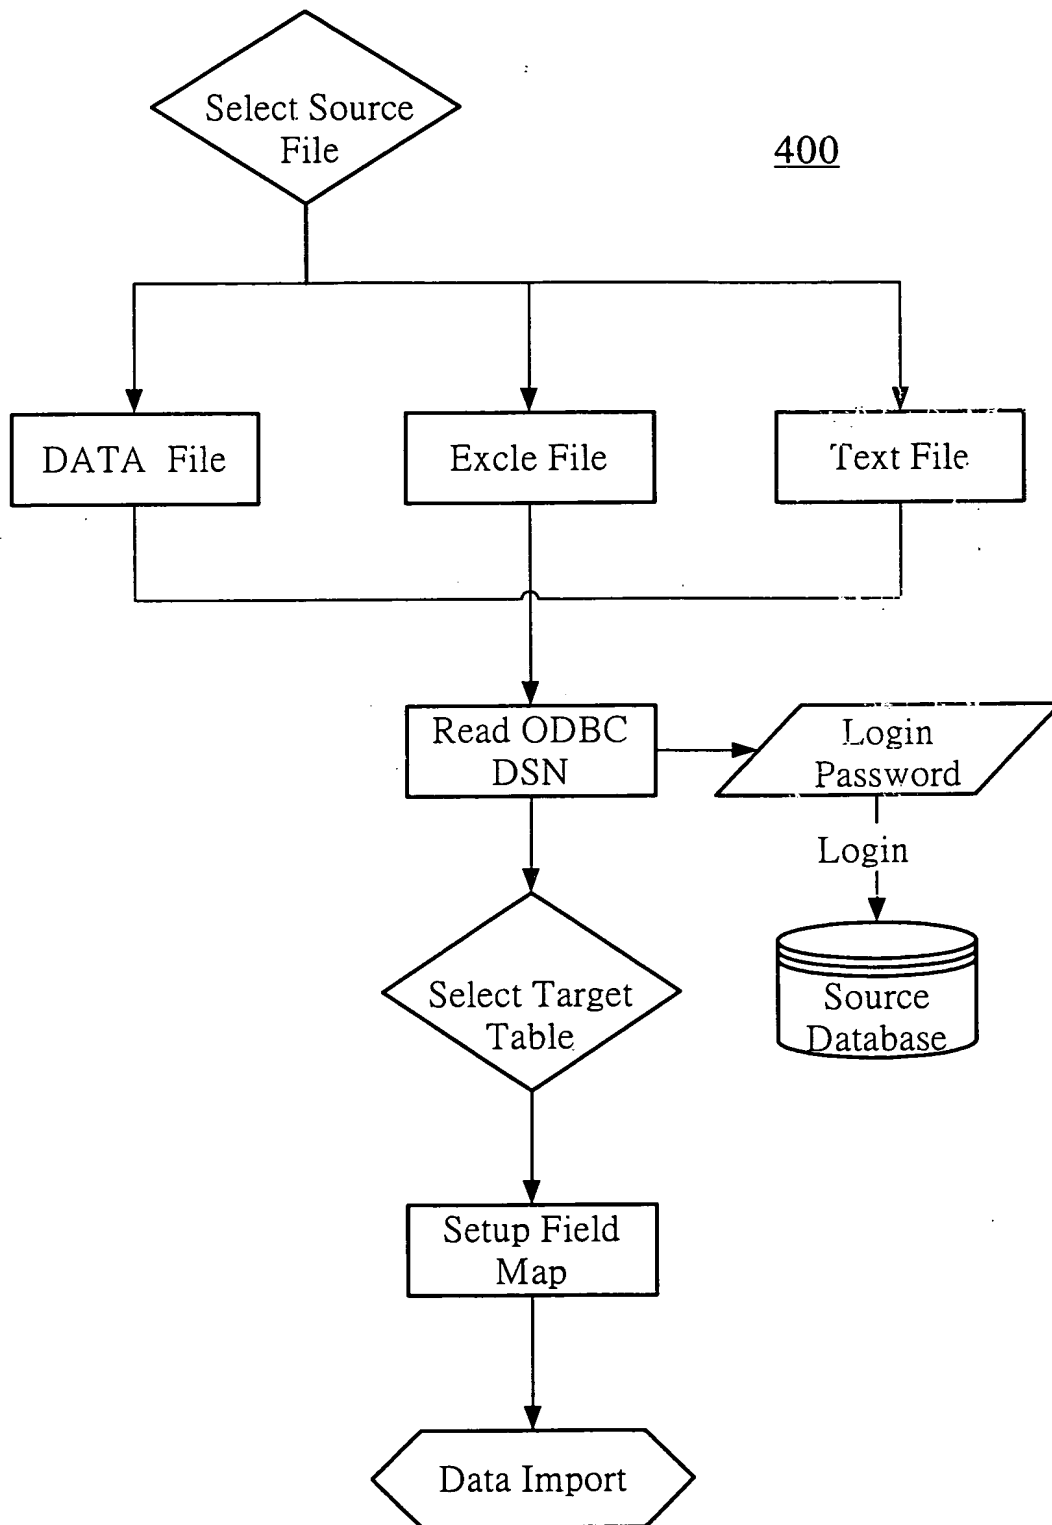 Select Source
File
400
DATA File
Excle File
Text File
Read ODBC
DSN
Login
Password
Login
Select Target
Table
Source
Database
Setup Field
Map
Data Import